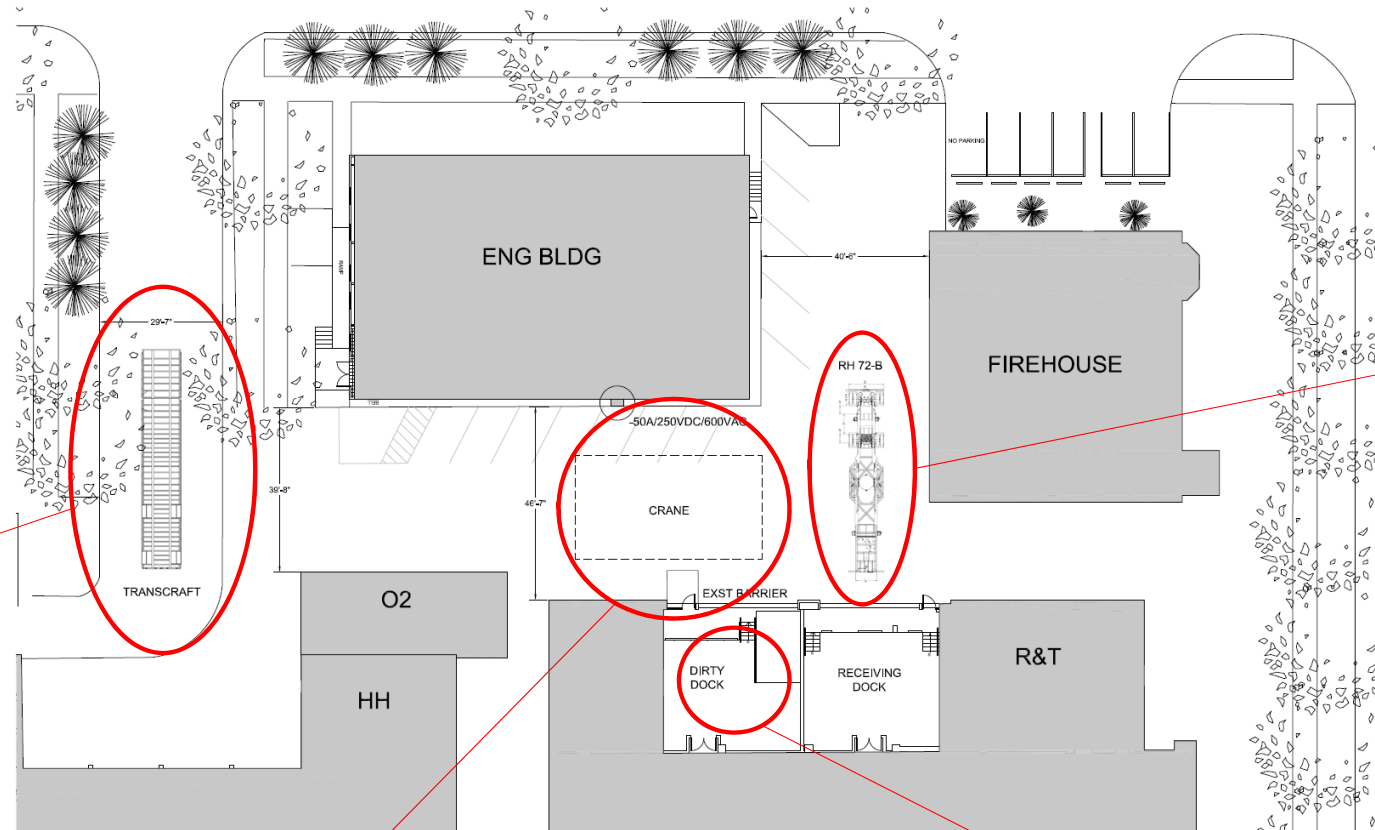 NO PARKING
ENG BLDG
40'-6"
RAMP
29'-7"
RH 72-B
FIREHOUSE
-50A/250VDC/600VAC
39'-8"
46'-7"
CRANE
TRANSCRAFT
EXST BARRIER
O2
DIRTY
DOCK
RECEIVING
DOCK
R&T
HH